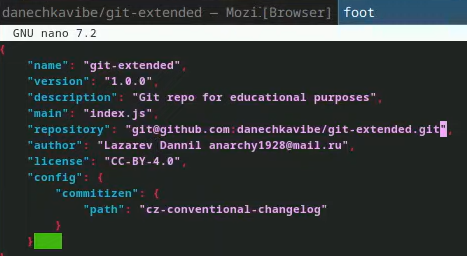 danechkavibe/git-extended — Mozi[Browser] foot
GNU nano 7.2
{
"name": "git-extended",
"version": "1.0.0",
"description": "Git repo for educational purposes",
"main": "index.js",
"repository": "git@github.com:danechkavibe/git-extended.git",
"author": "Lazarev Dannil anarchy1928@mail.ru",
"license": "CC-BY-4.0",
"config": {
"commitizen": {
"path": "cz-conventional-changelog"
}
}